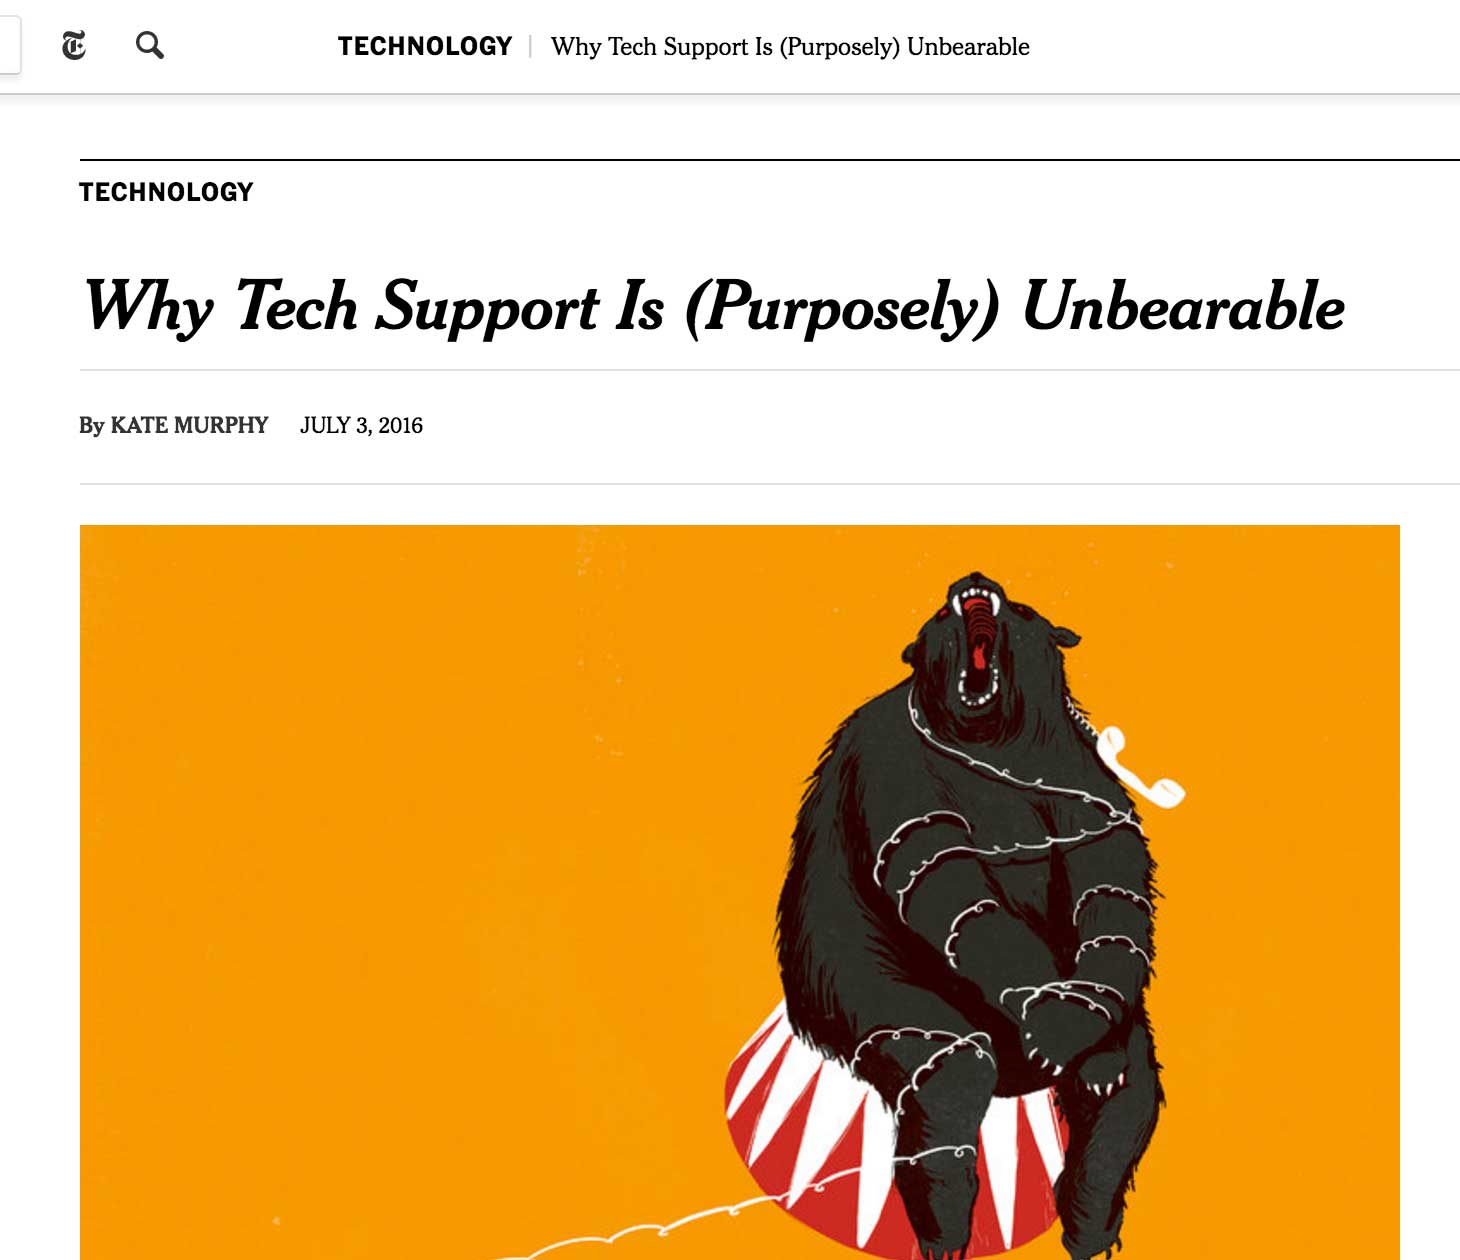 TECHNOLOGY | Why Tech Support Is (Purposely) Unbearable
TECHNOLOGY
Why Tech Support Is (Purposely) Unbearable
By KATE MURPHY JULY 3, 2016